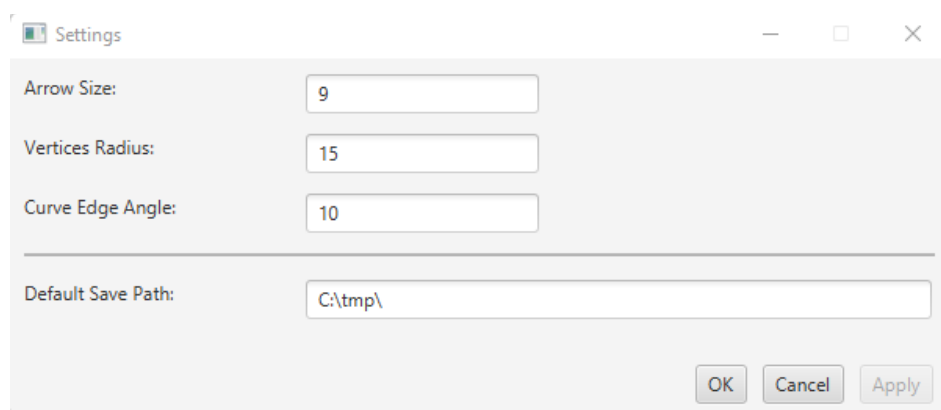 Settings
Arrow Size: 9
Vertices Radius: 15
Curve Edge Angle: 10
Default Save Path: C:\tmp\
OK Cancel Apply